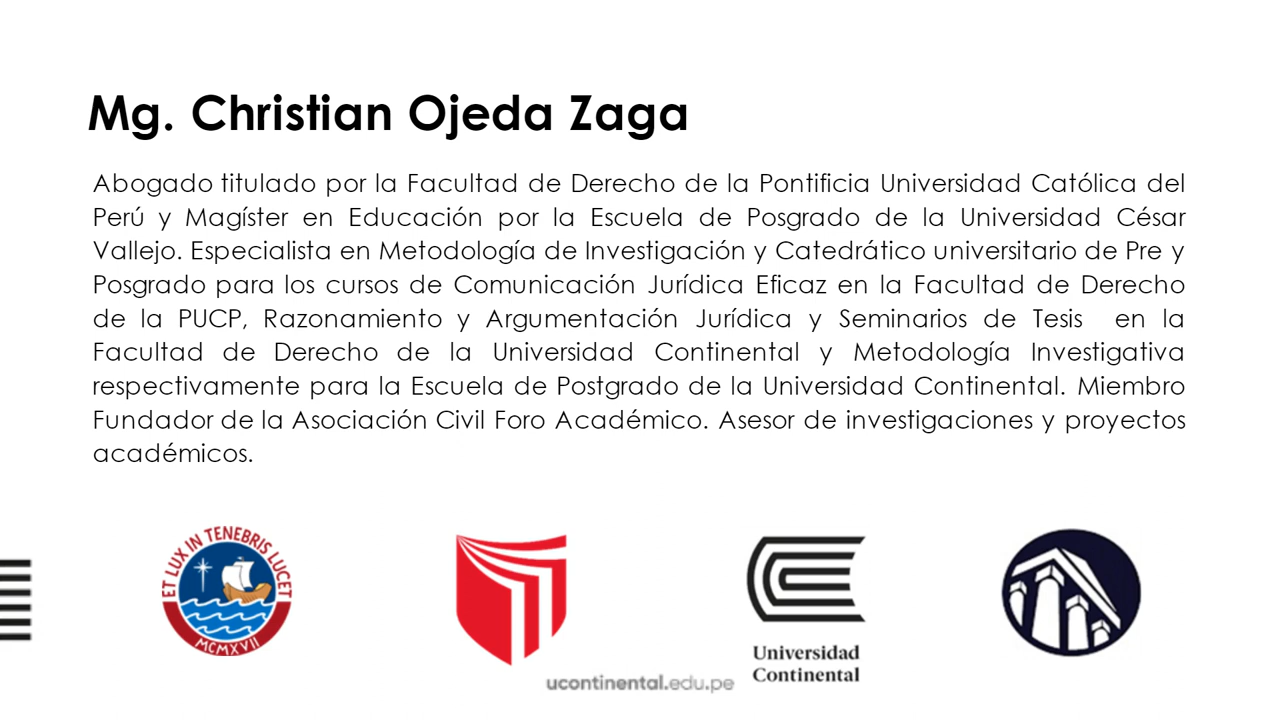 Mg. Christian Ojeda Zaga
Abogado titulado por la Facultad de Derecho de la Pontificia Universidad Católica del
Perú y Magíster en Educación por la Escuela de Posgrado de la Universidad César
Vallejo. Especialista en Metodología de Investigación y Catedrático universitario de Pre y
Posgrado para los cursos de Comunicación Jurídica Eficaz en la Facultad de Derecho
de la PUCP, Razonamiento y Argumentación Jurídica y Seminarios de Tesis en la
Facultad de Derecho de la Universidad Continental y Metodología Investigativa
respectivamente para la Escuela de Postgrado de la Universidad Continental. Miembro
Fundador de la Asociación Civil Foro Académico. Asesor de investigaciones y proyectos
académicos.
ET LUX IN TENEBRIS LUCET
MCMXVII
Universidad
Continental
ucontinental.edu.pe